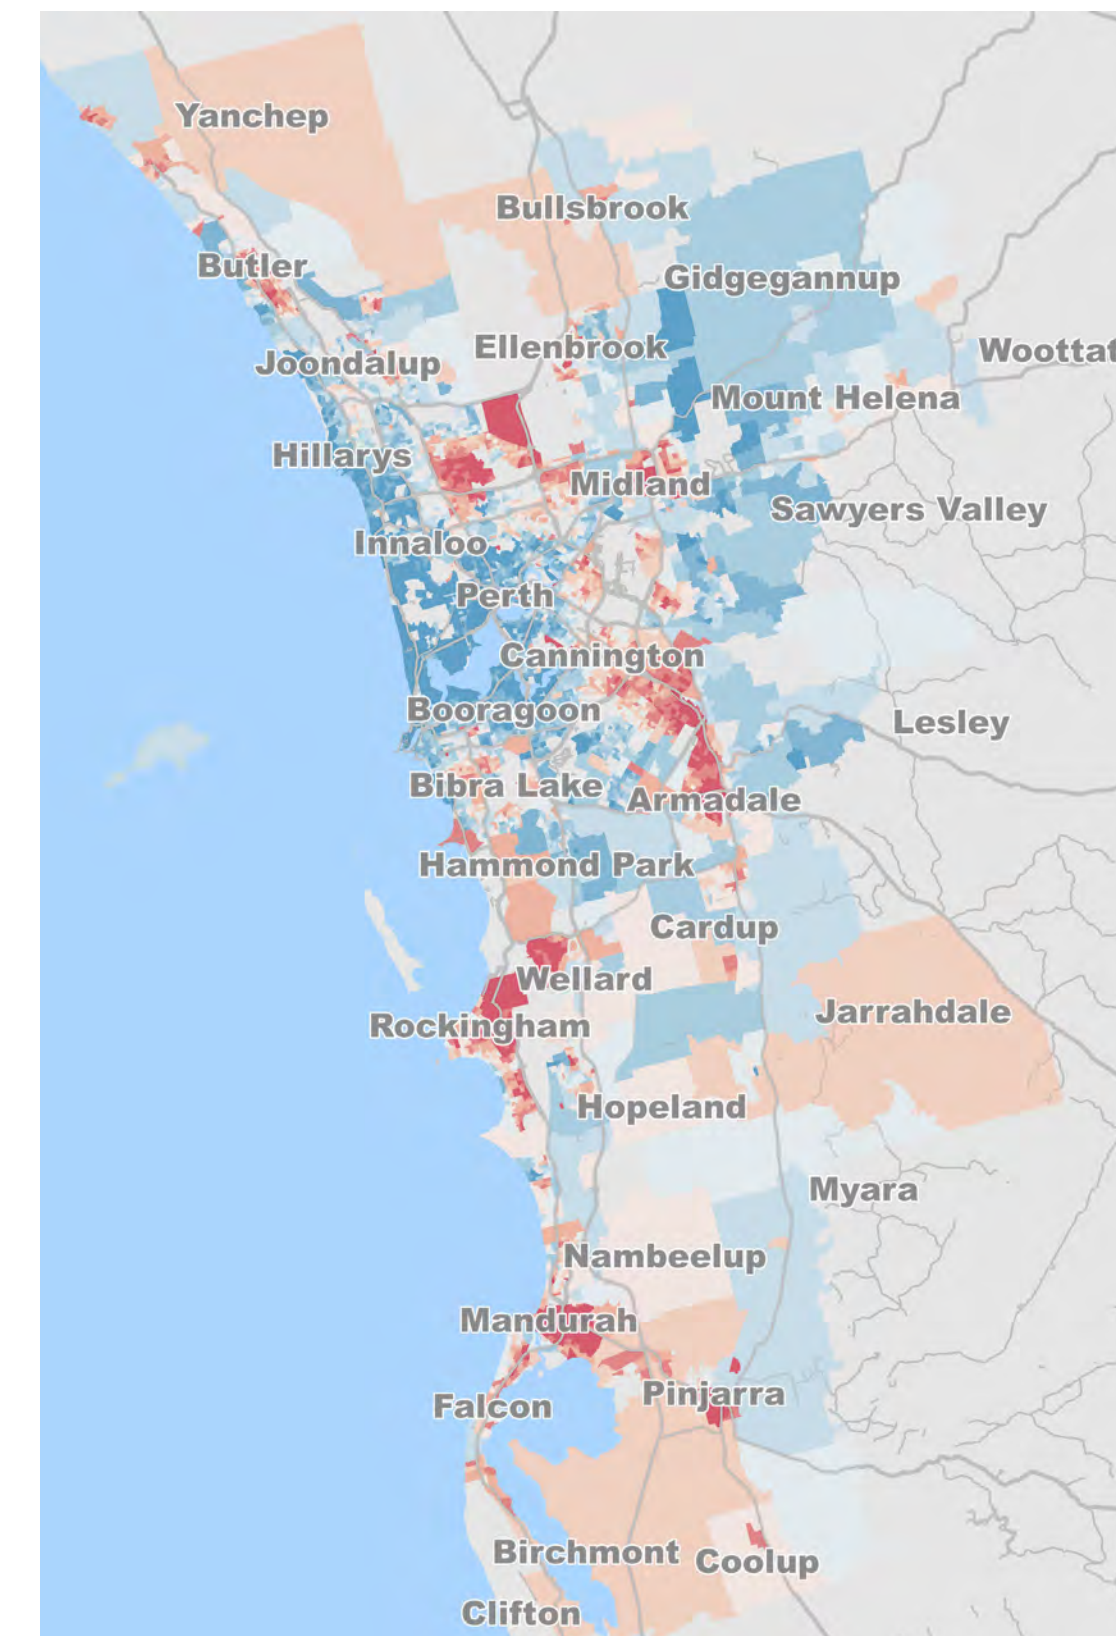 Yanchep
Bullsbrook
Butler
Gidgegannup
Ellenbrook
Joondalup
Woottat
Mount Helena
Hillarys
Midland
Sawyers Valley
Innaloo
Perth
Cannington
Booragoon
Lesley
Bibra Lake
Armadale
Hammond Park
Cardup
Wellard
Jarrahdale
Rockingham
Hopeland
Myara
Nambeelup
Mandurah
Pinjarra
Falcon
Birchmont
Coolup
Clifton